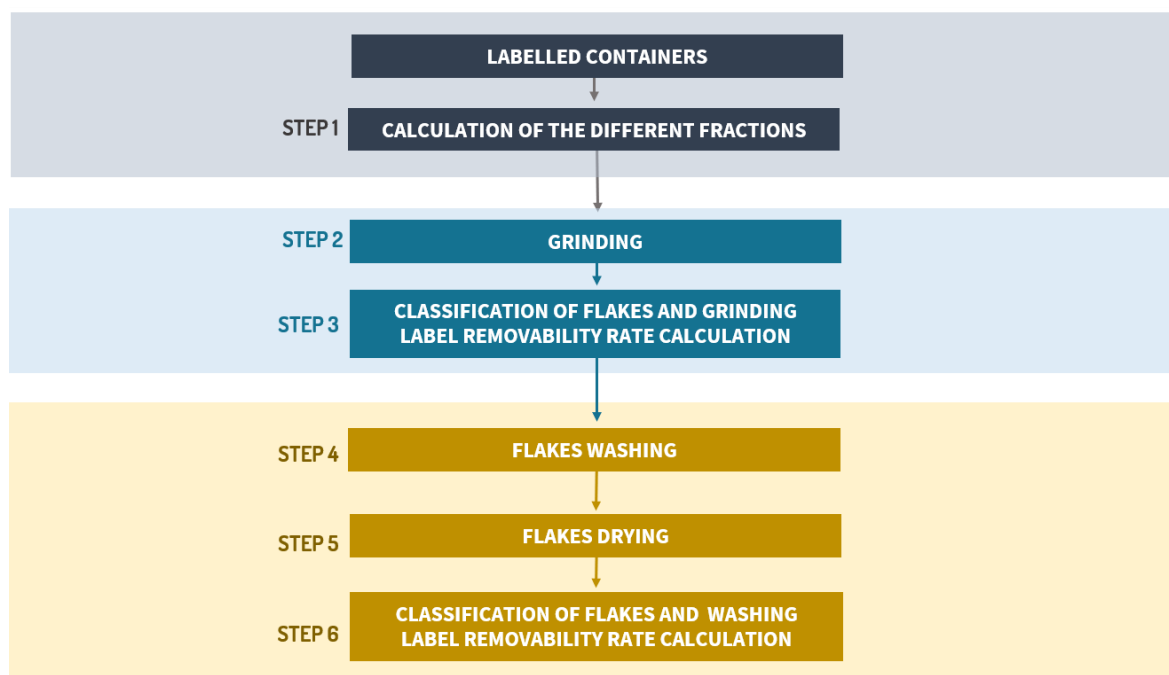 LABELLED CONTAINERS
STEP 1
CALCULATION OF THE DIFFERENT FRACTIONS
STEP 2
GRINDING
STEP 3
CLASSIFICATION OF FLAKES AND GRINDING
LABEL REMOVABILITY RATE CALCULATION
STEP 4
FLAKES WASHING
STEP 5
FLAKES DRYING
STEP 6
CLASSIFICATION OF FLAKES AND WASHING
LABEL REMOVABILITY RATE CALCULATION